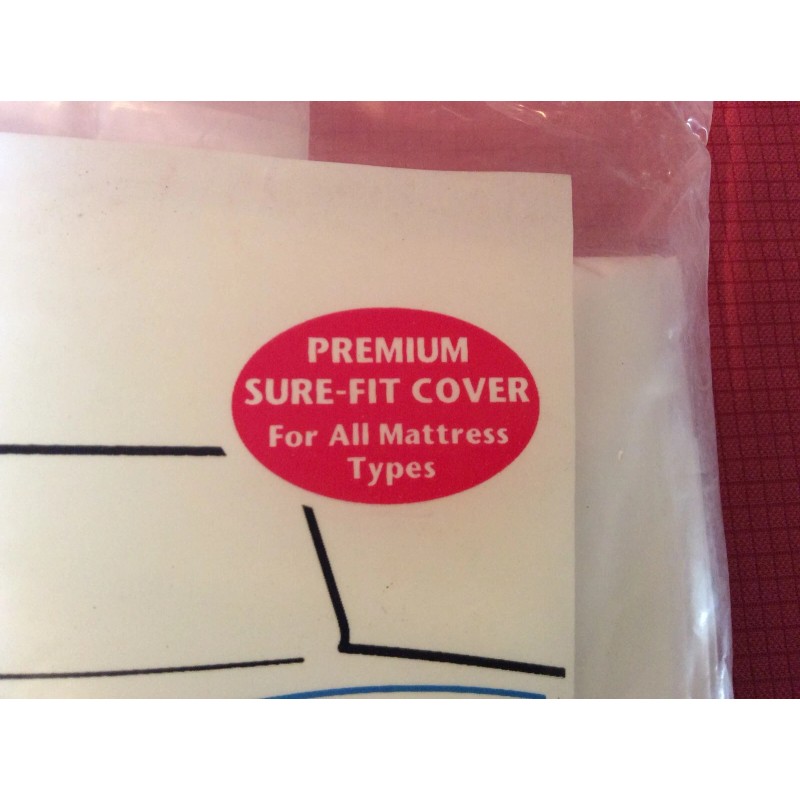 PREMIUM
SURE-FIT COVER
For All Mattress
Types